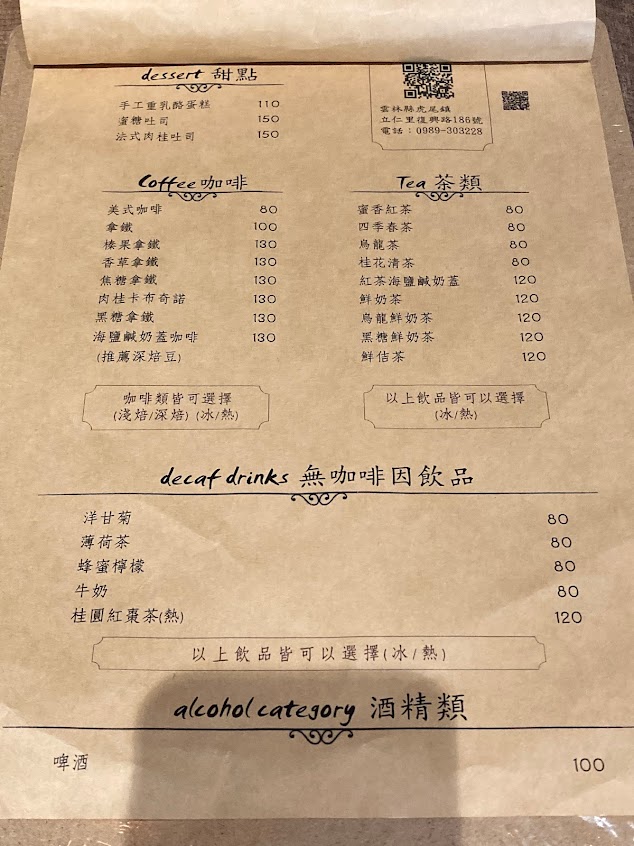 dessert 甜點
手工重乳酪蛋糕 110
蜜糖吐司 150
法式肉桂吐司 150
雲林縣虎尾鎮
立仁里復興路186號
電話：0989-303228
Coffee 咖啡
美式咖啡 80
拿鐵 100
榛果拿鐵 130
香草拿鐵 130
焦糖拿鐵 130
肉桂卡布奇諾 130
黑糖拿鐵 130
海鹽鹹奶蓋咖啡 130
(推薦深焙豆)
咖啡類皆可選擇
(淺焙/深焙) (冰/熱)
Tea 茶類
蜜香紅茶 80
四季春茶 80
烏龍茶 80
桂花清茶 80
紅茶海鹽鹹奶蓋 120
鮮奶茶 120
烏龍鮮奶茶 120
黑糖鮮奶茶 120
鮮佶茶 120
以上飲品皆可以選擇
(冰/熱)
decaf drinks 無咖啡因飲品
洋甘菊 80
薄荷茶 80
蜂蜜檸檬 80
牛奶 80
桂圓紅棗茶(熱) 120
以上飲品皆可以選擇(冰/熱)
alcohol category 酒精類
啤酒 100